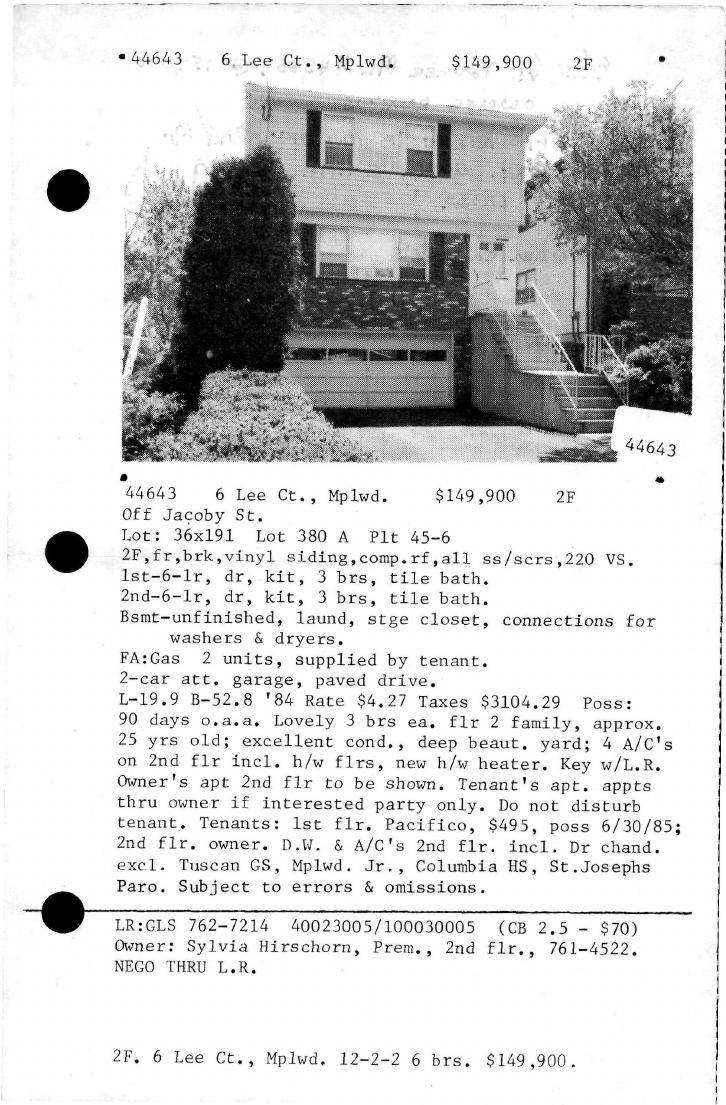 44643 6 Lee Ct., Mplwd. $149,900 2F
44643
44643 6 Lee Ct., Mplwd. $149,900 2F
Off Jacoby St.
Lot: 36x191 Lot 380 A Plt 45-6
2F,fr,brk,vinyl siding,comp.rf,all ss/scrs,220 VS.
1st-6-lr, dr, kit, 3 brs, tile bath.
2nd-6-lr, dr, kit, 3 brs, tile bath.
Bsmt-unfinished, laund, stge closet, connections for
washers & dryers.
FA:Gas 2 units, supplied by tenant.
2-car att. garage, paved drive.
L-19.9 B-52.8 '84 Rate $4.27 Taxes $3104.29 Poss:
90 days o.a.a. Lovely 3 brs ea. flr 2 family, approx.
25 yrs old; excellent cond., deep beaut. yard; 4 A/C's
on 2nd flr incl. h/w flrs, new h/w heater. Key w/L.R.
Owner's apt 2nd flr to be shown. Tenant's apt. appts
thru owner if interested party only. Do not disturb
tenant. Tenants: 1st flr. Pacifico, $495, poss 6/30/85;
2nd flr. owner. D.W. & A/C's 2nd flr. incl. Dr chand.
excl. Tuscan GS, Mplwd. Jr., Columbia HS, St.Josephs
Paro. Subject to errors & omissions.
LR:GLS 762-7214 40023005/100030005 (CB 2.5 - $70)
Owner: Sylvia Hirschorn, Prem., 2nd flr., 761-4522.
NEGO THRU L.R.
2F. 6 Lee Ct., Mplwd. 12-2-2 6 brs. $149,900.